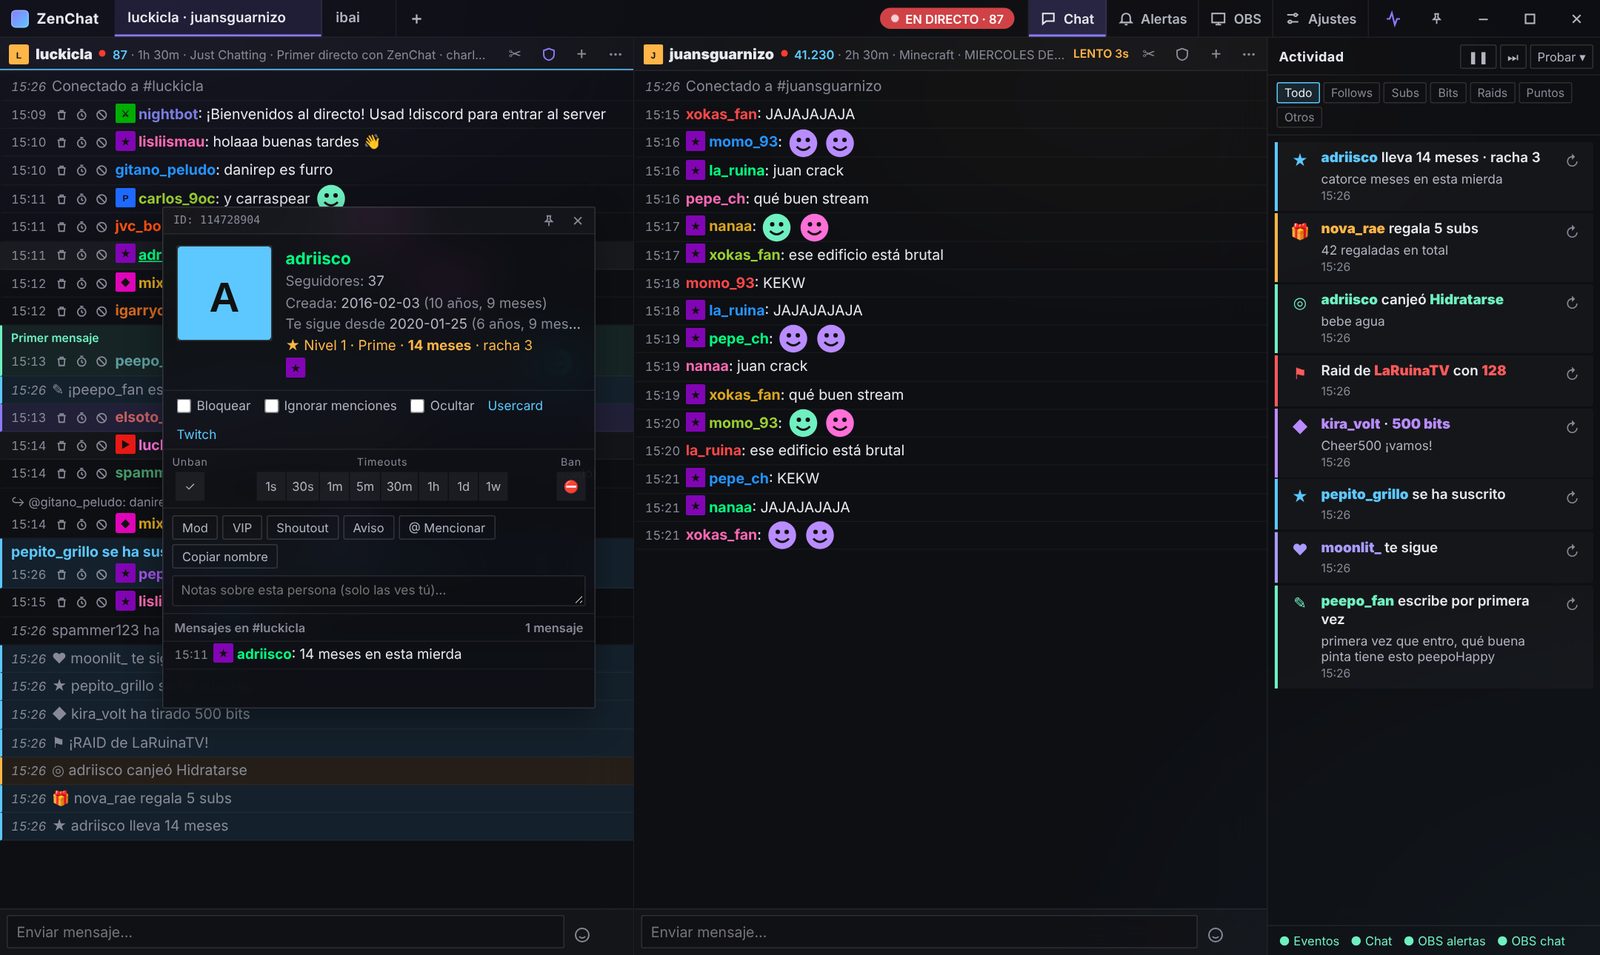 ZenChat
luckicla · juansguarnizo
ibai
+
EN DIRECTO · 87
Chat
Alertas
OBS
Ajustes
L luckicla 87 · 1h 30m · Just Chatting · Primer directo con ZenChat · charl...
15:26 Conectado a #luckicla
15:09 nightbot: ¡Bienvenidos al directo! Usad !discord para entrar al server
15:10 lisliismau: holaaa buenas tardes 👋
15:10 gitano_peludo: danirep es furro
15:11 P carlos_9oc: y carraspear
15:11 jvc_bo
15:11 adr
15:12 mix
15:12 igarryc
Primer mensaje
15:13 peepo_
15:26 ✎ ¡peepo_fan es
15:13 elsoto_
15:14 luc
15:14 spamm
↪ @gitano_peludo: danire
15:14 mix
pepito_grillo se ha sus
15:26 pep
15:15 lisli
15:26 spammer123 ha
15:26 ♥ moonlit_ te sig
15:26 ★ pepito_grillo s
15:26 ◆ kira_volt ha tirado 500 bits
15:26 ⚑ ¡RAID de LaRuinaTV!
15:26 ◎ adriisco canjeó Hidratarse
15:26 🎁 nova_rae regala 5 subs
15:26 ★ adriisco lleva 14 meses
Enviar mensaje...
ID: 114728904
A
adriisco
Seguidores: 37
Creada: 2016-02-03 (10 años, 9 meses)
Te sigue desde 2020-01-25 (6 años, 9 mes...
★ Nivel 1 · Prime · 14 meses · racha 3
Bloquear Ignorar menciones Ocultar Usercard
Twitch
Unban Timeouts Ban
✓ 1s 30s 1m 5m 30m 1h 1d 1w ⛔
Mod VIP Shoutout Aviso @ Mencionar
Copiar nombre
Notas sobre esta persona (solo las ves tú)...
Mensajes en #luckicla 1 mensaje
15:11 adriisco: 14 meses en esta mierda
J juansguarnizo 41.230 · 2h 30m · Minecraft · MIERCOLES DE... LENTO 3s
15:26 Conectado a #juansguarnizo
15:15 xokas_fan: JAJAJAJAJA
15:16 momo_93:
15:16 la_ruina: juan crack
15:16 pepe_ch: qué buen stream
15:17 nanaa:
15:17 xokas_fan: ese edificio está brutal
15:18 momo_93: KEKW
15:18 la_ruina: JAJAJAJAJA
15:19 pepe_ch:
15:19 nanaa: juan crack
15:19 xokas_fan: qué buen stream
15:20 momo_93:
15:20 la_ruina: ese edificio está brutal
15:21 pepe_ch: KEKW
15:21 nanaa: JAJAJAJAJA
15:21 xokas_fan:
Enviar mensaje...
Actividad
Probar ▾
Todo Follows Subs Bits Raids Puntos
Otros
★ adriisco lleva 14 meses · racha 3
catorce meses en esta mierda
15:26
🎁 nova_rae regala 5 subs
42 regaladas en total
15:26
◎ adriisco canjeó Hidratarse
bebe agua
15:26
⚑ Raid de LaRuinaTV con 128
15:26
◆ kira_volt · 500 bits
Cheer500 ¡vamos!
15:26
★ pepito_grillo se ha suscrito
15:26
♥ moonlit_ te sigue
15:26
✎ peepo_fan escribe por primera
vez
primera vez que entro, qué buena
pinta tiene esto peepoHappy
15:26
Eventos Chat OBS alertas OBS chat